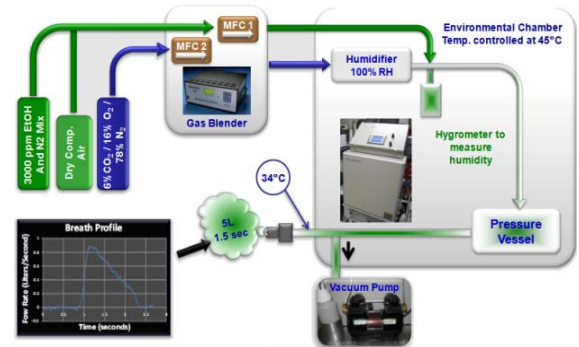 MFC 1
MFC 2
Gas Blender
Environmental Chamber
Temp. controlled at 45°C
Humidifier
100% RH
3000 ppm EtOH
And N2 Mix
Dry Comp.
Air
6%CO2 / 16% O2 /
78% N2
Hygrometer to
measure
humidity
34°C
5L
1.5 sec
Pressure
Vessel
Vacuum Pump
Breath Profile
Fow Rate (Liters/Second)
Time (seconds)